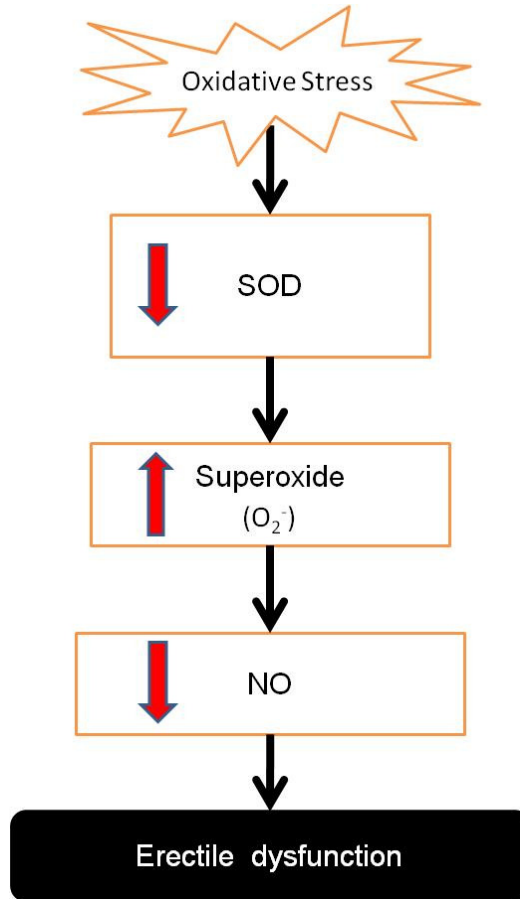 Oxidative Stress
SOD
Superoxide
(O₂⁻)
NO
Erectile dysfunction